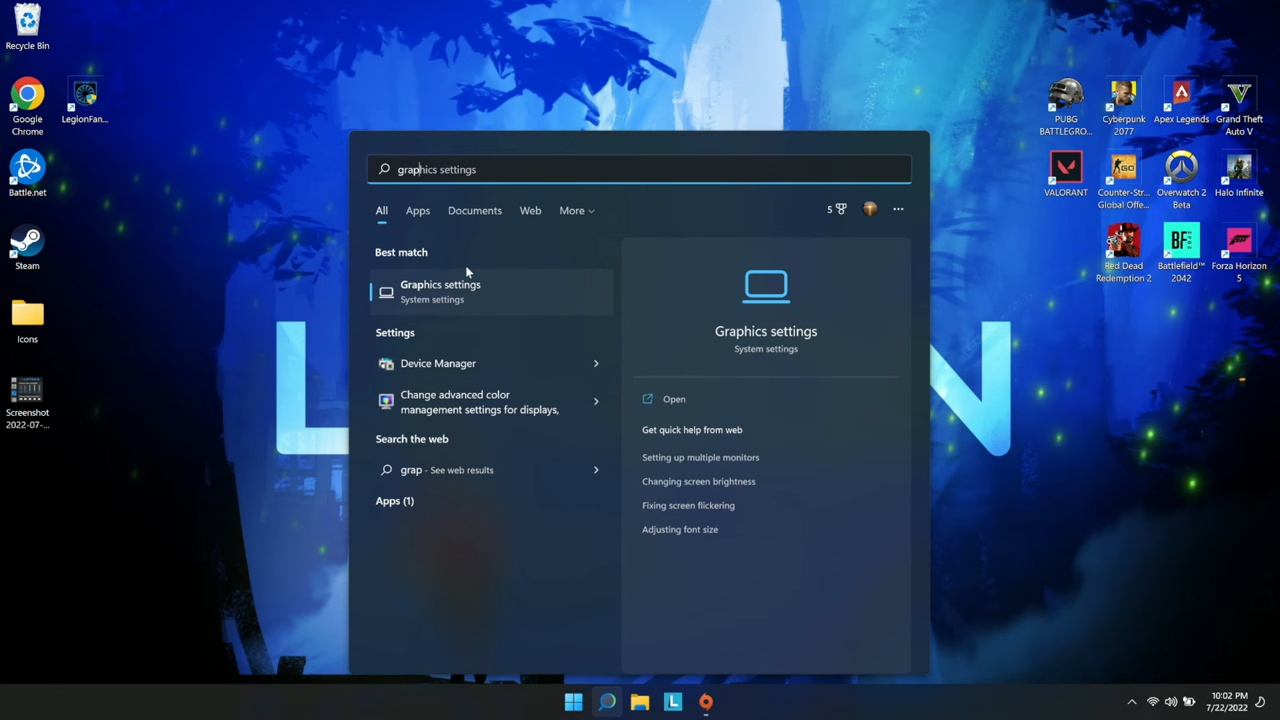 Recycle Bin
Google
Chrome
LegionFan...
Battle.net
Steam
Icons
Screenshot
2022-07-...
graphics settings
All
Apps
Documents
Web
More
5
...
Best match
Graphics settings
System settings
Settings
Device Manager
Change advanced color
management settings for displays,
Search the web
grap - See web results
Apps (1)
Graphics settings
System settings
Open
Get quick help from web
Setting up multiple monitors
Changing screen brightness
Fixing screen flickering
Adjusting font size
L
N
PUBG
BATTLEGRO...
Cyberpunk
2077
Apex Legends
Grand Theft
Auto V
VALORANT
Counter-Str...
Global Offe...
Overwatch 2
Beta
Halo Infinite
Red Dead
Redemption 2
BF
Battlefield™
2042
Forza Horizon
5
L
10:02 PM
7/22/2022